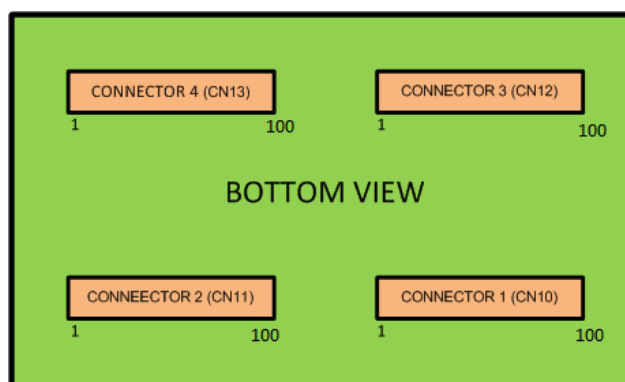 CONNECTOR 4 (CN13) CONNECTOR 3 (CN12)
1 100 1 100
BOTTOM VIEW
CONNEECTOR 2 (CN11) CONNECTOR 1 (CN10)
1 100 1 100